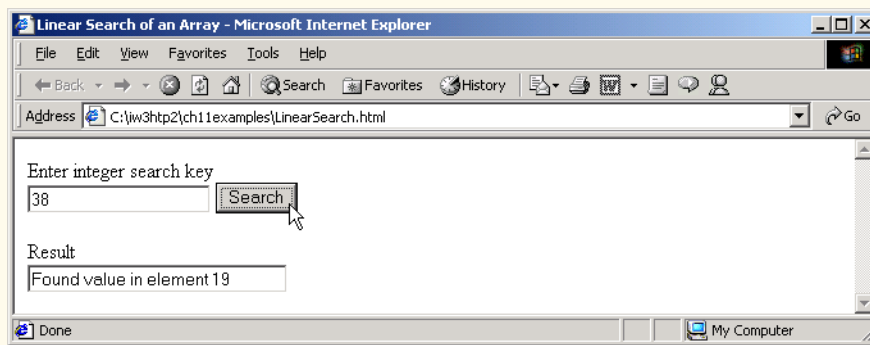 Linear Search of an Array - Microsoft Internet Explorer
File Edit View Favorites Tools Help
Back Search Favorites History
Address C:\iw3htp2\ch11examples\LinearSearch.html Go
Enter integer search key
38 Search
Result
Found value in element 19
Done My Computer